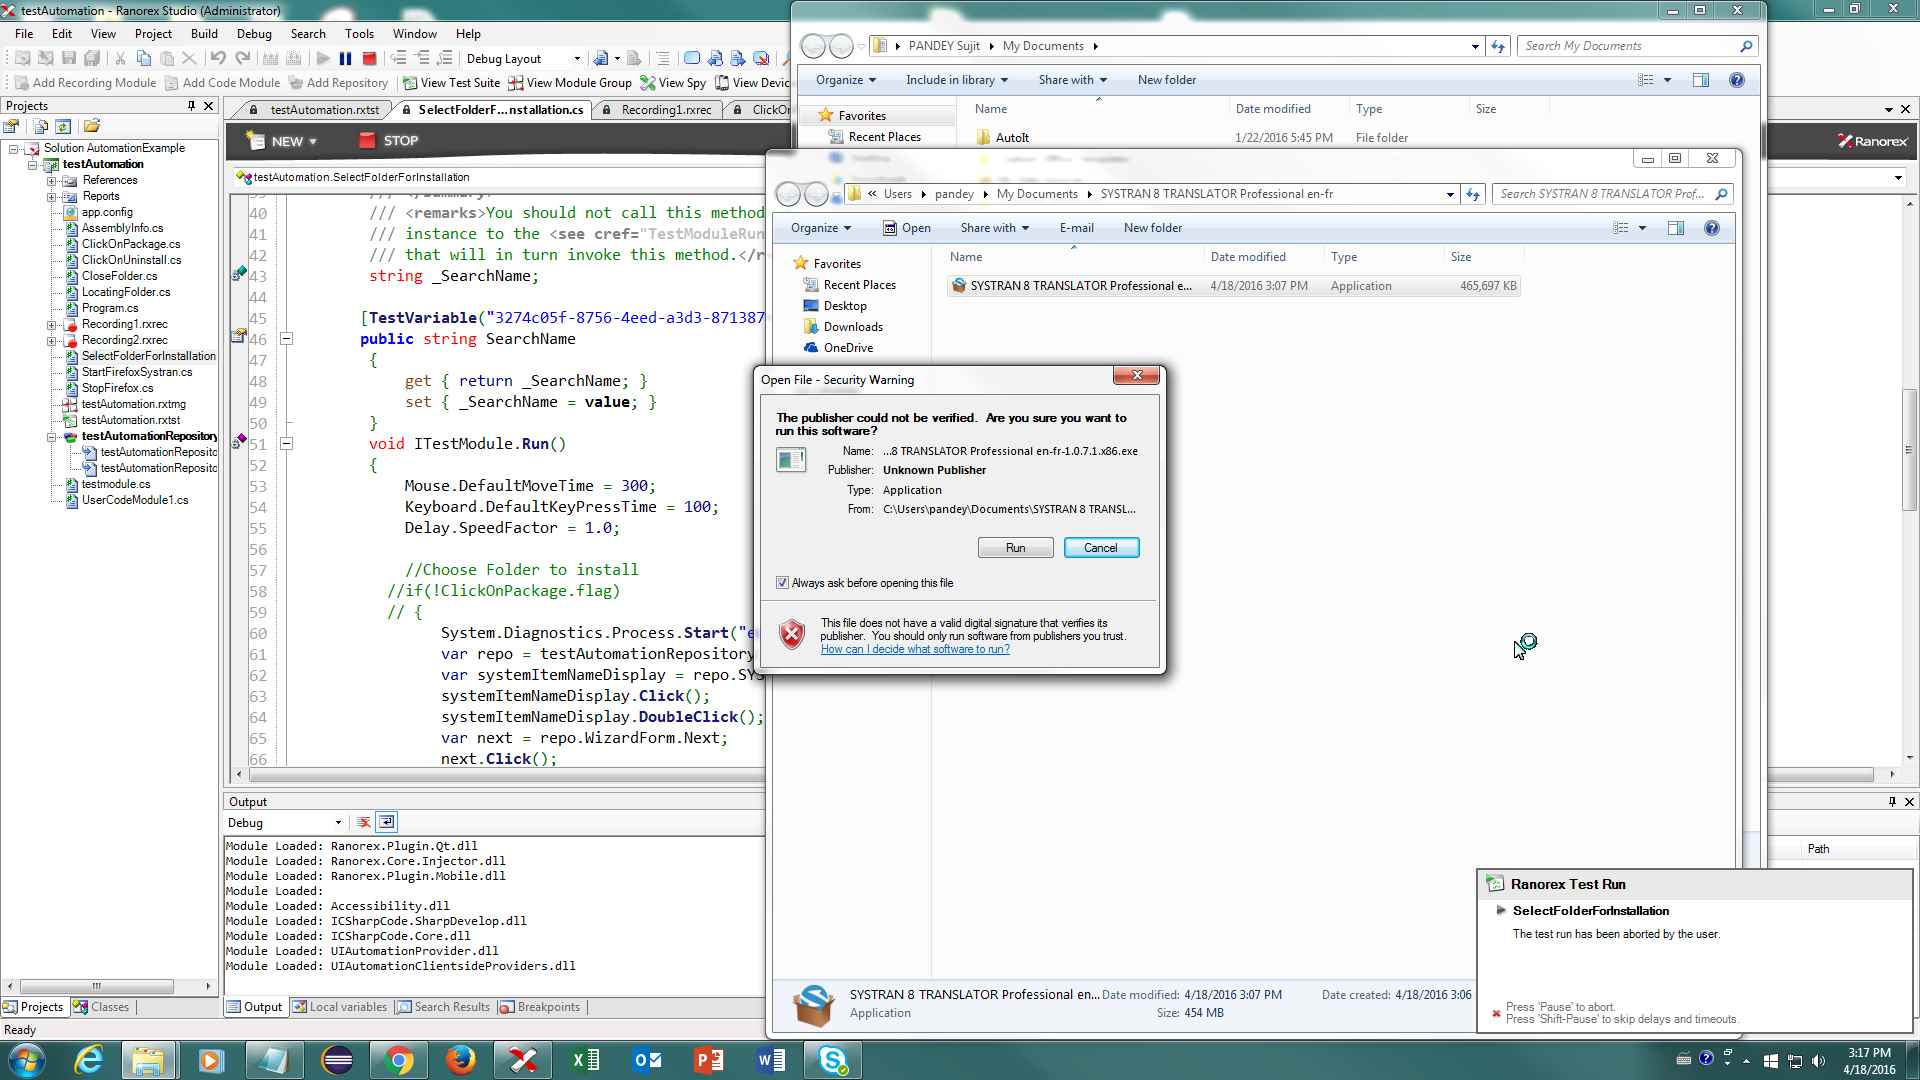 testAutomation - Ranorex Studio (Administrator)
File Edit View Project Build Debug Search Tools Window Help
Debug Layout
Add Recording Module Add Code Module Add Repository View Test Suite View Module Group View Spy View Devic
Projects
Solution AutomationExample
testAutomation
References
Reports
app.config
AssemblyInfo.cs
ClickOnPackage.cs
ClickOnUninstall.cs
CloseFolder.cs
LocatingFolder.cs
Program.cs
Recording1.rxrec
Recording2.rxrec
SelectFolderForInstallation
StartFirefoxSystran.cs
StopFirefox.cs
testAutomation.rxtmg
testAutomation.rxtst
testAutomationRepository
testAutomationReposito
testAutomationReposito
testmodule.cs
UserCodeModule1.cs
Projects Classes
Ready
testAutomation.rxtst SelectFolderF...nstallation.cs Recording1.rxrec ClickOn
NEW STOP
Ranorex
testAutomation.SelectFolderForInstallation
40 /// <remarks>You should not call this method
41 /// instance to the <see cref="TestModuleRun
42 /// that will in turn invoke this method.</r
43 string _SearchName;
44
45 [TestVariable("3274c05f-8756-4eed-a3d3-871387
46 public string SearchName
47 {
48 get { return _SearchName; }
49 set { _SearchName = value; }
50 }
51 void ITestModule.Run()
52 {
53 Mouse.DefaultMoveTime = 300;
54 Keyboard.DefaultKeyPressTime = 100;
55 Delay.SpeedFactor = 1.0;
56
57 //Choose Folder to install
58 //if(!ClickOnPackage.flag)
59 // {
60 System.Diagnostics.Process.Start("e
61 var repo = testAutomationRepository
62 var systemItemNameDisplay = repo.SYS
63 systemItemNameDisplay.Click();
64 systemItemNameDisplay.DoubleClick();
65 var next = repo.WizardForm.Next;
66 next.Click();
Output
Debug
Module Loaded: Ranorex.Plugin.Qt.dll
Module Loaded: Ranorex.Core.Injector.dll
Module Loaded: Ranorex.Plugin.Mobile.dll
Module Loaded:
Module Loaded: Accessibility.dll
Module Loaded: ICSharpCode.SharpDevelop.dll
Module Loaded: ICSharpCode.Core.dll
Module Loaded: UIAutomationProvider.dll
Module Loaded: UIAutomationClientsideProviders.dll
Output Local variables Search Results Breakpoints
Path
PANDEY Sujit My Documents
Search My Documents
Organize Include in library Share with New folder
Favorites
Recent Places
Name Date modified Type Size
AutoIt 1/22/2016 5:45 PM File folder
« Users pandey My Documents SYSTRAN 8 TRANSLATOR Professional en-fr
Search SYSTRAN 8 TRANSLATOR Prof...
Organize Open Share with E-mail New folder
Favorites
Recent Places
Desktop
Downloads
OneDrive
Name Date modified Type Size
SYSTRAN 8 TRANSLATOR Professional e... 4/18/2016 3:07 PM Application 465,697 KB
Open File - Security Warning
The publisher could not be verified. Are you sure you want to
run this software?
Name: ...8 TRANSLATOR Professional en-fr-1.0.7.1.x86.exe
Publisher: Unknown Publisher
Type: Application
From: C:\Users\pandey\Documents\SYSTRAN 8 TRANSL...
Run Cancel
Always ask before opening this file
This file does not have a valid digital signature that verifies its
publisher. You should only run software from publishers you trust.
How can I decide what software to run?
SYSTRAN 8 TRANSLATOR Professional en... Date modified: 4/18/2016 3:07 PM Date created: 4/18/2016 3:06
Application Size: 454 MB
Ranorex Test Run
SelectFolderForInstallation
The test run has been aborted by the user.
Press 'Pause' to abort.
Press 'Shift-Pause' to skip delays and timeouts.
3:17 PM
4/18/2016